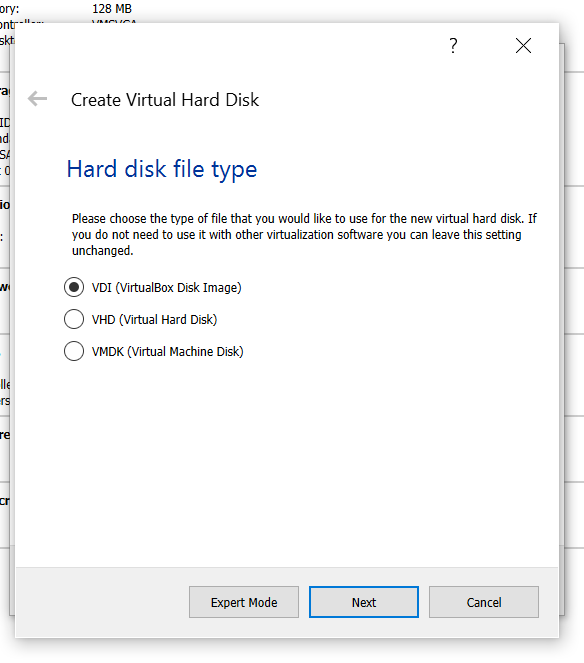 ory:
128 MB
?
Create Virtual Hard Disk
Hard disk file type
Please choose the type of file that you would like to use for the new virtual hard disk. If
you do not need to use it with other virtualization software you can leave this setting
unchanged.
VDI (VirtualBox Disk Image)
VHD (Virtual Hard Disk)
VMDK (Virtual Machine Disk)
Expert Mode
Next
Cancel